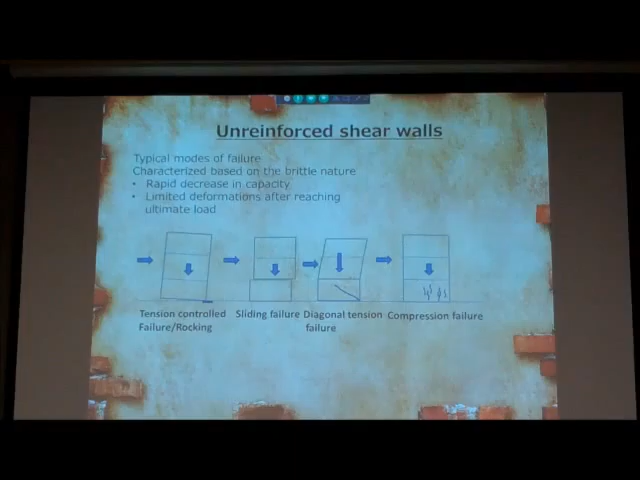 Unreinforced shear walls
Typical modes of failure
Characterized based on the brittle nature
• Rapid decrease in capacity
• Limited deformations after reaching
ultimate load
Tension controlled
Failure/Rocking
Sliding failure
Diagonal tension
failure
Compression failure